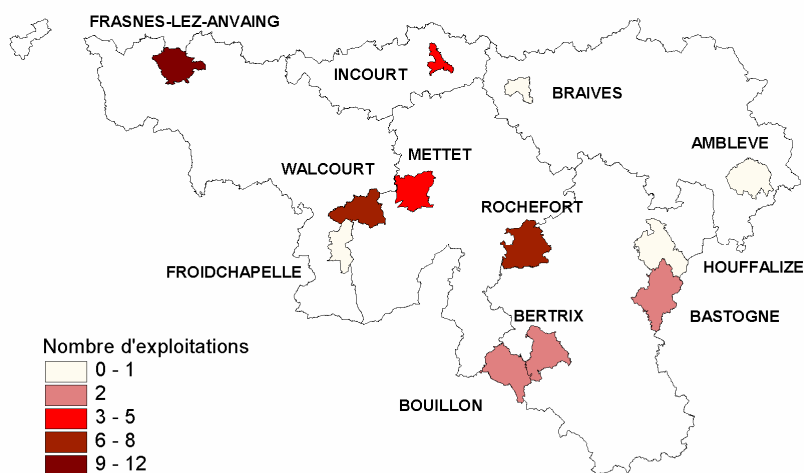 FRASNES-LEZ-ANVAING
INCOURT
BRAIVES
AMBLEVE
METTET
WALCOURT
ROCHEFORT
FROIDCHAPELLE
HOUFFALIZE
BASTOGNE
BERTRIX
BOUILLON
Nombre d'exploitations
0 - 1
2
3 - 5
6 - 8
9 - 12